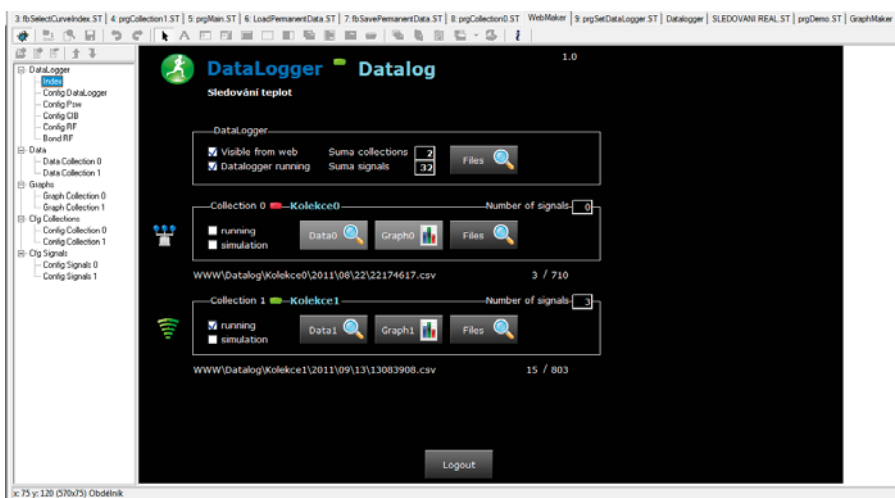 3: fbSelectCurveIndex.ST 4: prgCollection1.ST 5: prgMain.ST 6: LoadPermanentData.ST 7: fbSavePermanentData.ST 8: prgCollection0.ST WebMaker 9: prgSetDataLogger.ST Datalogger SLEDOVANI REAL.ST prgDemo.ST GraphMaker
DataLogger
Index
Config DataLogger
Config Psw
Config CIB
Config RF
Bond RF
Data
Data Collection 0
Data Collection 1
Graphs
Graph Collection 0
Graph Collection 1
Cfg Collections
Config Collection 0
Config Collection 1
Cfg Signals
Config Signals 0
Config Signals 1
DataLogger Datalog 1.0
Sledování teplot
DataLogger
Visible from web Suma collections 2
Datalogger running Suma signals 32
Files
Collection 0 Kolekce0 Number of signals 0
running
simulation
Data0 Graph0 Files
WWW\Datalog\Kolekce0\2011\08\22\22174617.csv 3 / 710
Collection 1 Kolekce1 Number of signals 3
running
simulation
Data1 Graph1 Files
WWW\Datalog\Kolekce1\2011\09\13\13083908.csv 15 / 803
Logout
x: 75 y: 120 (570x75) Obdélník